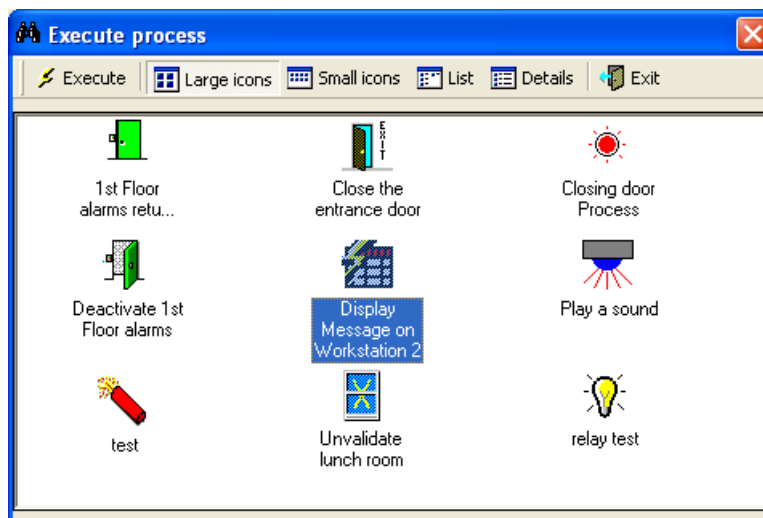 Execute process
Execute Large icons Small icons List Details Exit
EXIT
1st Floor
alarms retu...
Close the
entrance door
Closing door
Process
Deactivate 1st
Floor alarms
Display
Message on
Workstation 2
Play a sound
test
Unvalidate
lunch room
relay test